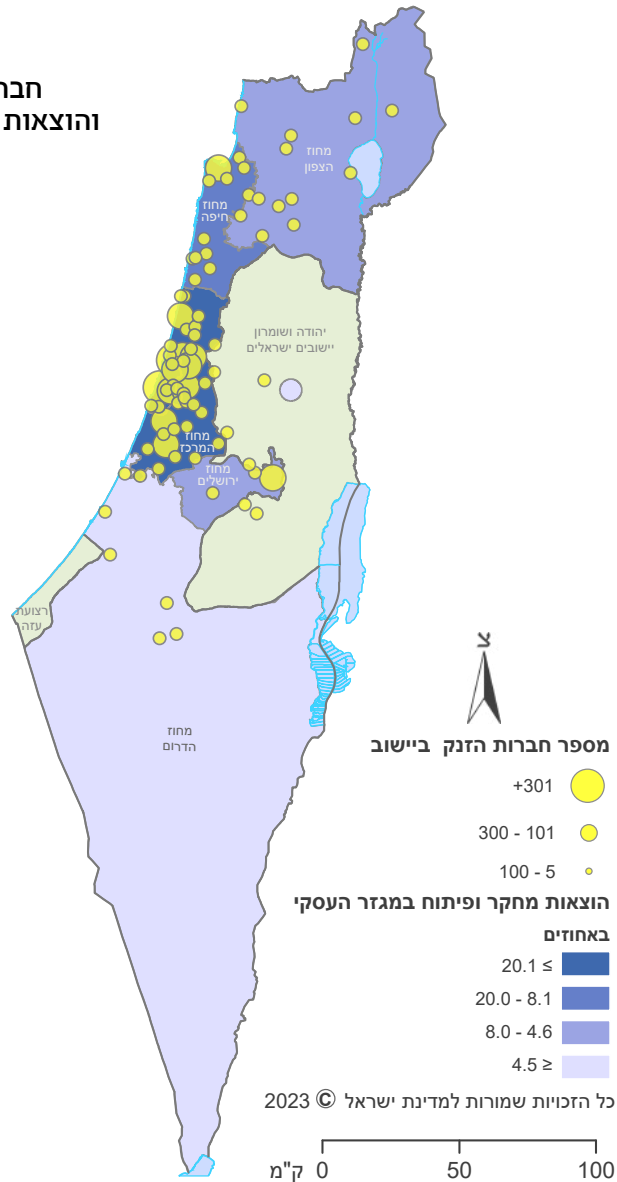 חבר
והוצאות
מחוז
הצפון
מחוז
חיפה
יהודה ושומרון
יישובים ישראלים
מחוז
המרכז
מחוז
ירושלים
רצועת
עזה
מחוז
הדרום
צ
מספר חברות הזנק ביישוב
+301
300 - 101
100 - 5
הוצאות מחקר ופיתוח במגזר העסקי
באחוזים
20.1 ≤
20.0 - 8.1
8.0 - 4.6
4.5 ≥
כל הזכויות שמורות למדינת ישראל © 2023
ק"מ 0 50 100